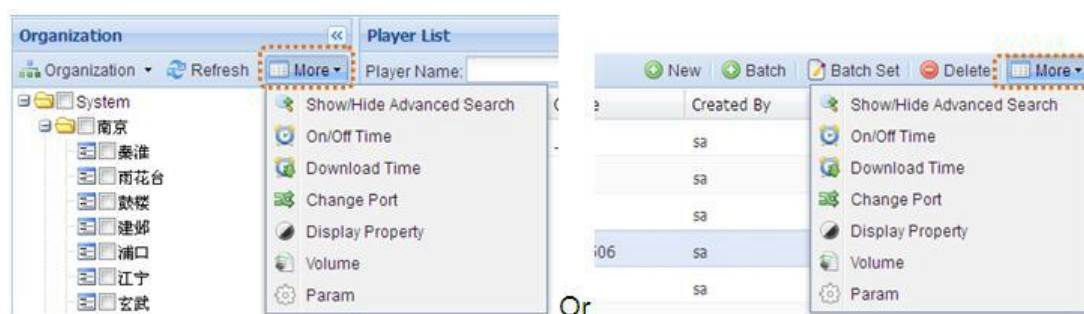 Organization
Player List
Organization Refresh More Player Name:
System
南京
秦淮
雨花台
鼓楼
建邺
浦口
江宁
玄武
Show/Hide Advanced Search
On/Off Time
Download Time
Change Port
Display Property
Volume
Param
Or
New Batch Batch Set Delete More
Created By
sa
sa
sa
506 sa
sa
Show/Hide Advanced Search
On/Off Time
Download Time
Change Port
Display Property
Volume
Param